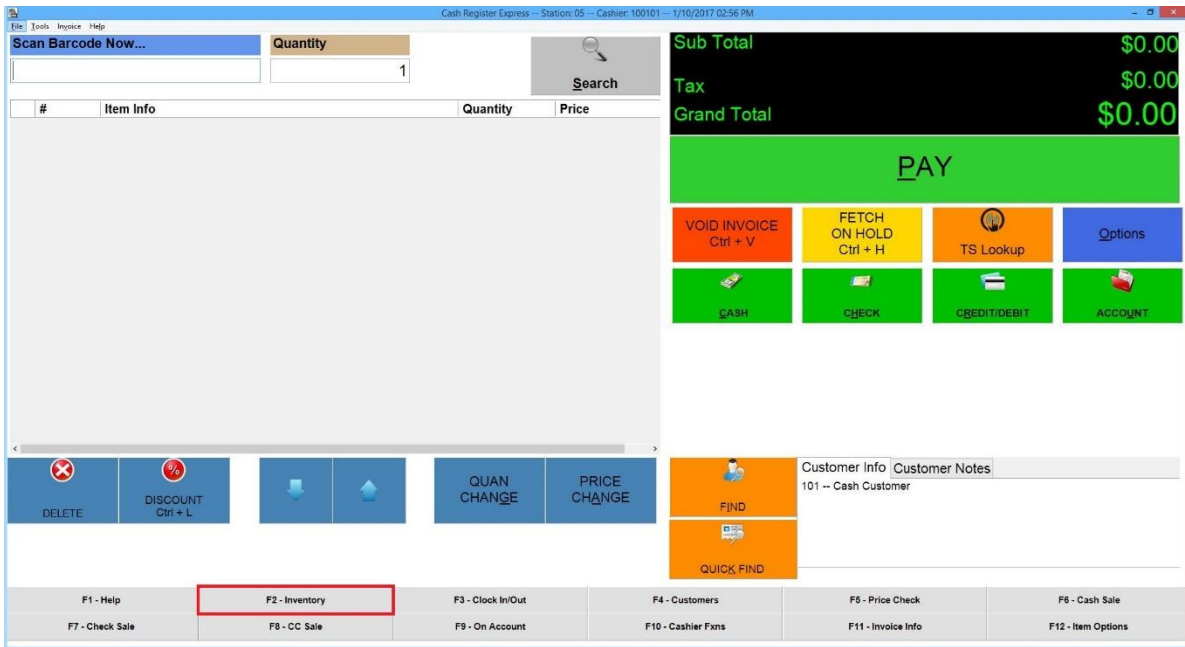 Cash Register Express -- Station: 05 -- Cashier: 100101 -- 1/10/2017 02:56 PM
File Tools Invoice Help
Scan Barcode Now...
Quantity
1
Search
# Item Info Quantity Price
Sub Total $0.00
Tax $0.00
Grand Total $0.00
PAY
VOID INVOICE
Ctrl + V
FETCH
ON HOLD
Ctrl + H
TS Lookup
Options
CASH
CHECK
CREDIT/DEBIT
ACCOUNT
DELETE
DISCOUNT
Ctrl + L
QUAN
CHANGE
PRICE
CHANGE
FIND
QUICK FIND
Customer Info Customer Notes
101 -- Cash Customer
F1 - Help F2 - Inventory F3 - Clock In/Out F4 - Customers F5 - Price Check F6 - Cash Sale
F7 - Check Sale F8 - CC Sale F9 - On Account F10 - Cashier Fxns F11 - Invoice Info F12 - Item Options